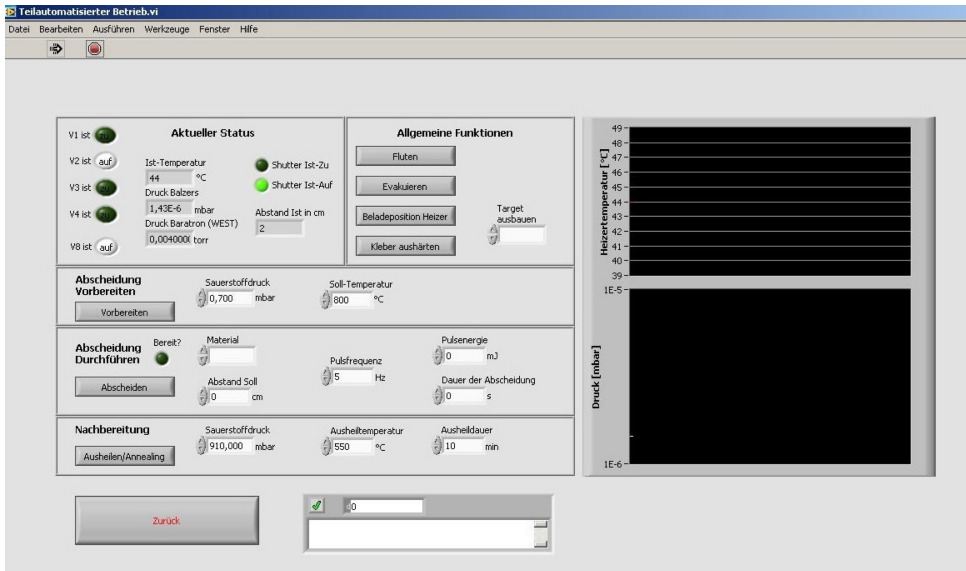 Teilautomatisierter Betrieb.vi
Datei Bearbeiten Ausführen Werkzeuge Fenster Hilfe
Aktueller Status
V1 ist zu
V2 ist auf
V3 ist zu
V4 ist zu
V8 ist auf
Ist-Temperatur
44 °C
Druck Balzers
1,43E-6 mbar
Druck Baratron (WEST)
0,004000 torr
Shutter Ist-Zu
Shutter Ist-Auf
Abstand Ist in cm
2
Allgemeine Funktionen
Fluten
Evakuieren
Beladeposition Heizer
Kleber aushärten
Target
ausbauen
Abscheidung
Vorbereiten
Vorbereiten
Sauerstoffdruck
0,700 mbar
Soll-Temperatur
800 °C
Abscheidung
Durchführen
Bereit?
Abscheiden
Material
Abstand Soll
0 cm
Pulsfrequenz
5 Hz
Pulsenergie
0 mJ
Dauer der Abscheidung
0 s
Nachbereitung
Ausheilen/Annealing
Sauerstoffdruck
910,000 mbar
Ausheiltemperatur
550 °C
Ausheildauer
10 min
Zurück
d0
Heizertemperatur [°C]
49
48
47
46
45
44
43
42
41
40
39
Druck [mbar]
1E-5
1E-6